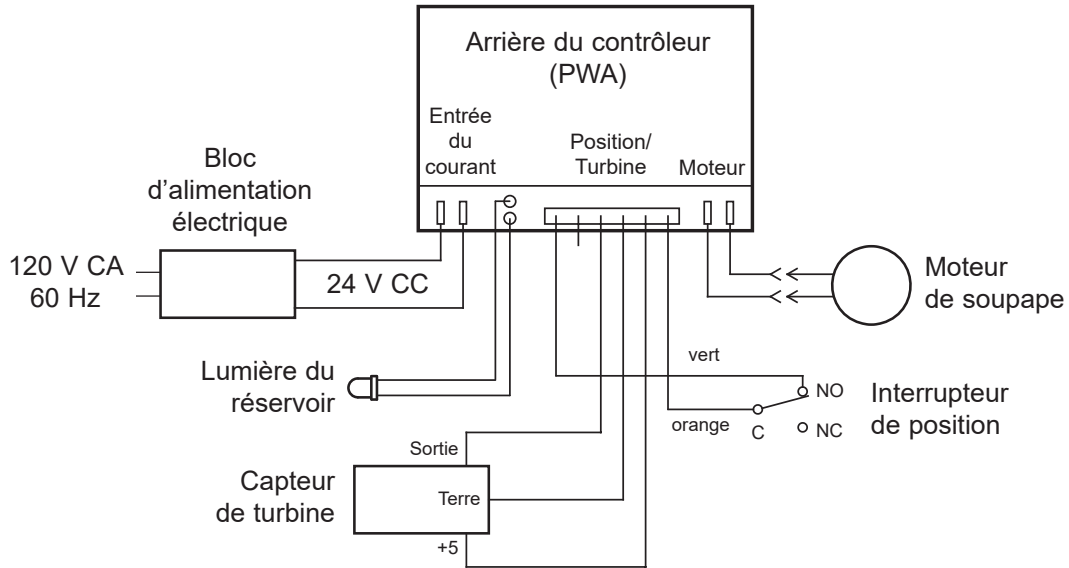 Arrière du contrôleur
(PWA)
Entrée
du
courant
Position/
Turbine
Moteur
Bloc
d’alimentation
électrique
120 V CA
60 Hz
24 V CC
Moteur
de soupape
Lumière du
réservoir
vert
NO
orange
C
NC
Interrupteur
de position
Sortie
Capteur
de turbine
Terre
+5